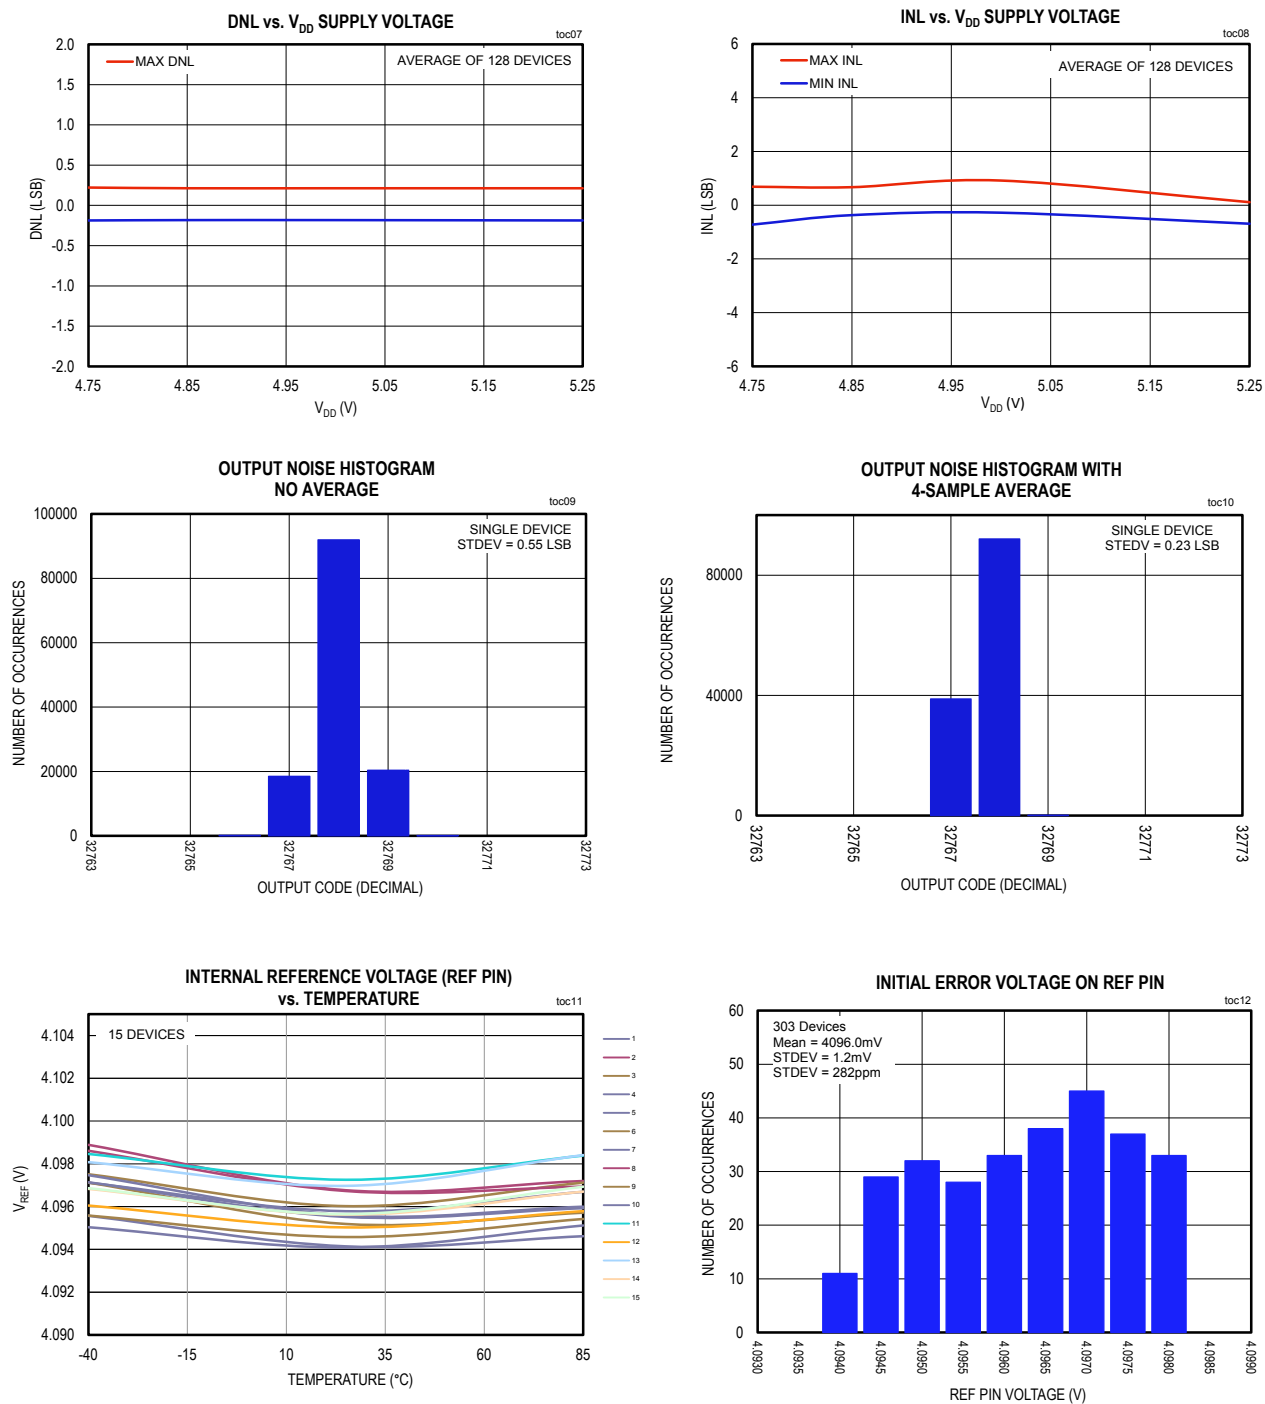 DNL vs. VDD SUPPLY VOLTAGE
toc07
MAX DNL
AVERAGE OF 128 DEVICES
DNL (LSB)
2.0
1.5
1.0
0.5
0.0
-0.5
-1.0
-1.5
-2.0
4.75 4.85 4.95 5.05 5.15 5.25
VDD (V)
INL vs. VDD SUPPLY VOLTAGE
toc08
MAX INL
MIN INL
AVERAGE OF 128 DEVICES
INL (LSB)
6
4
2
0
-2
-4
-6
4.75 4.85 4.95 5.05 5.15 5.25
VDD (V)
OUTPUT NOISE HISTOGRAM
NO AVERAGE
toc09
SINGLE DEVICE
STDEV = 0.55 LSB
NUMBER OF OCCURRENCES
100000
80000
60000
40000
20000
0
32763 32765 32767 32769 32771 32773
OUTPUT CODE (DECIMAL)
OUTPUT NOISE HISTOGRAM WITH
4-SAMPLE AVERAGE
toc10
SINGLE DEVICE
STEDV = 0.23 LSB
NUMBER OF OCCURRENCES
80000
40000
0
32763 32765 32767 32769 32771 32773
OUTPUT CODE (DECIMAL)
INTERNAL REFERENCE VOLTAGE (REF PIN)
vs. TEMPERATURE
toc11
15 DEVICES
VREF (V)
4.104
4.102
4.100
4.098
4.096
4.094
4.092
4.090
-40 -15 10 35 60 85
TEMPERATURE (°C)
1
2
3
4
5
6
7
8
9
10
11
12
13
14
15
INITIAL ERROR VOLTAGE ON REF PIN
toc12
303 Devices
Mean = 4096.0mV
STDEV = 1.2mV
STDEV = 282ppm
NUMBER OF OCCURRENCES
60
50
40
30
20
10
0
4.0930 4.0935 4.0940 4.0945 4.0950 4.0955 4.0960 4.0965 4.0970 4.0975 4.0980 4.0985 4.0990
REF PIN VOLTAGE (V)